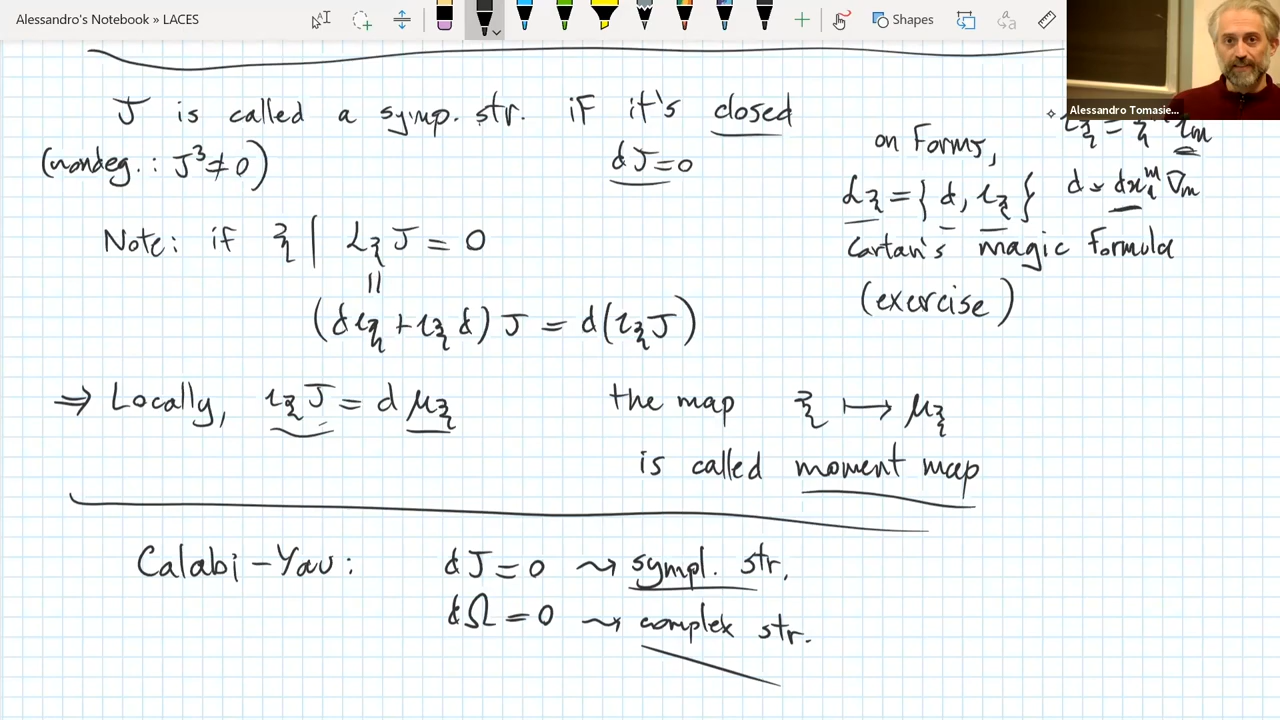 Alessandro's Notebook » LACES
Shapes
Alessandro Tomasie...
J is called a symp. str. iF it's closed
(nondeg.: J³ ≠ 0)
dJ=0
Note: if ξ | L_ξ J = 0
||
(dι_ξ + ι_ξ d) J = d(ι_ξ J)
⇒ Locally, ι_ξ J = d μ_ξ
on Forms,
L_ξ = { d, ι_ξ }
d = dx^m ∇_m
Cartan's magic Formula
(exercise)
the map ξ ⟼ μ_ξ
is called moment map
Calabi-Yau: dJ=0 ⇝ sympl. str.
dΩ=0 ⇝ complex str.